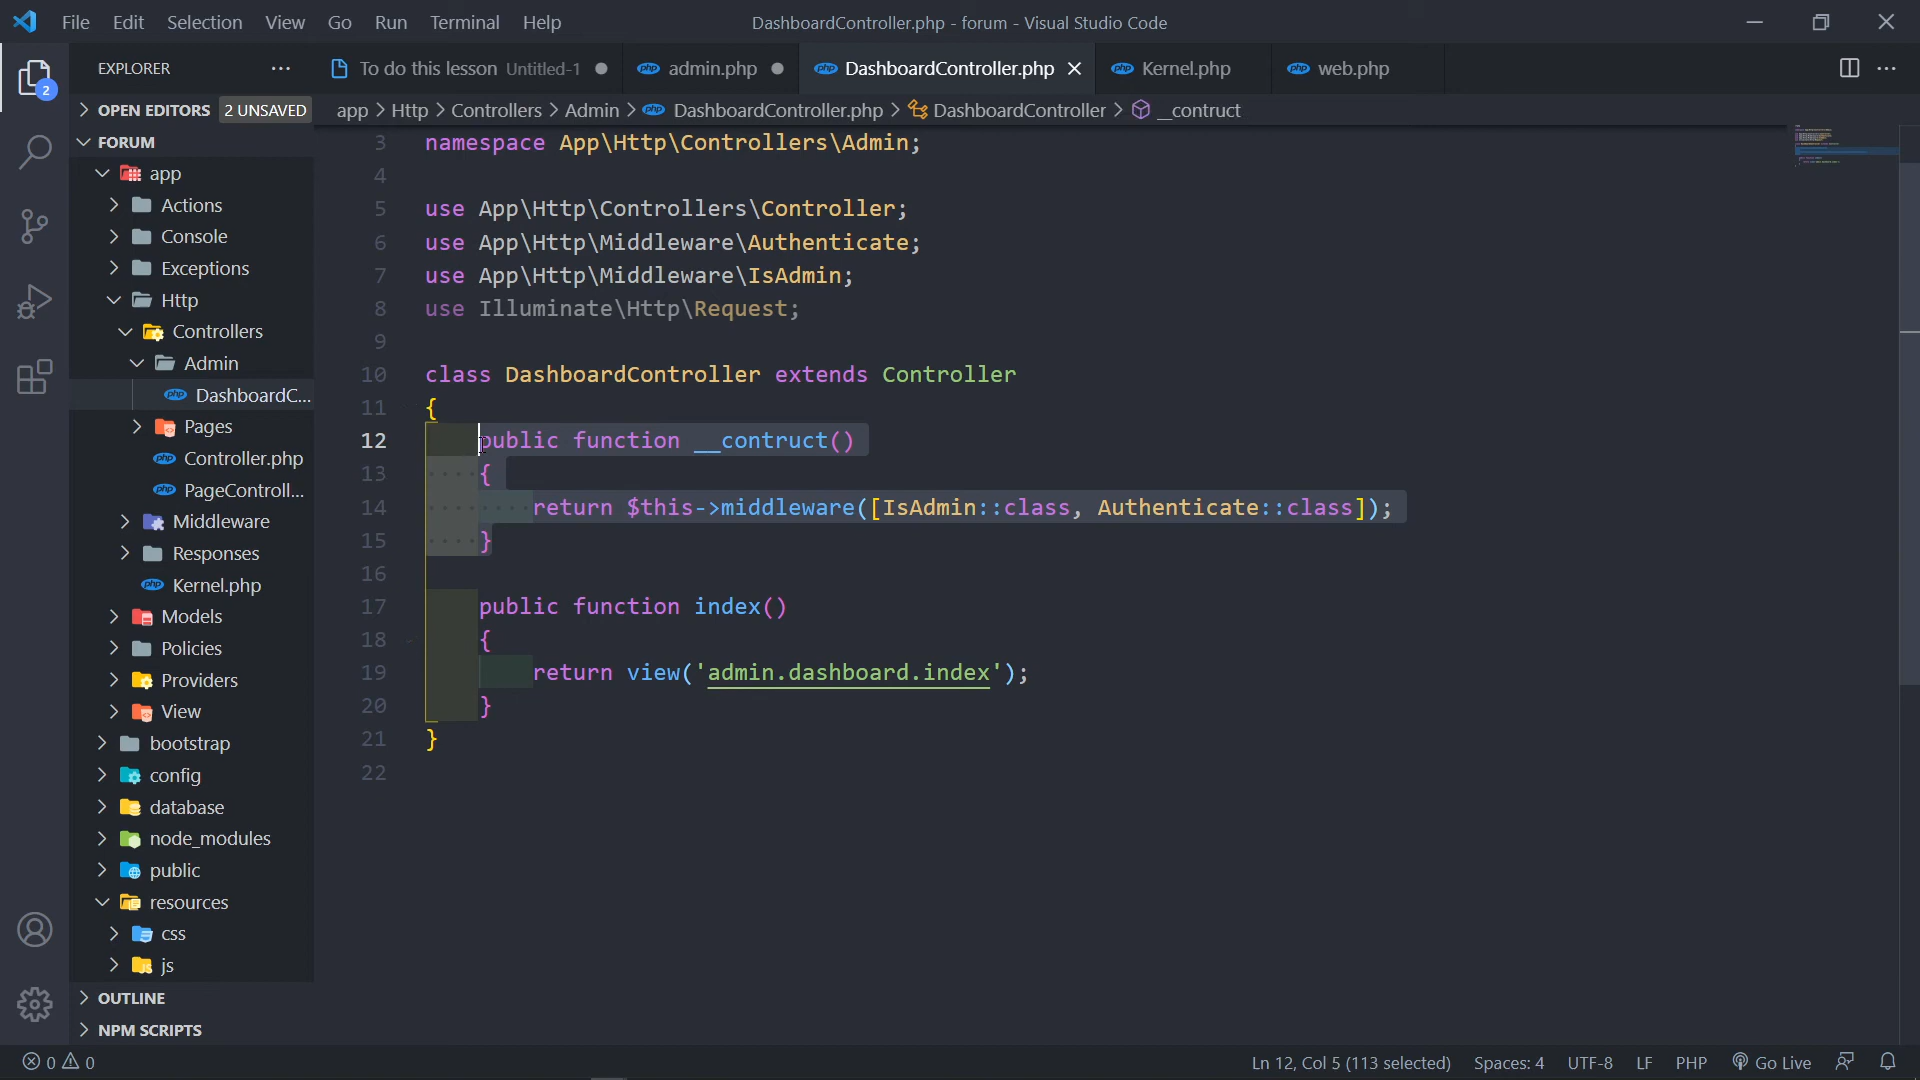 File Edit Selection View Go Run Terminal Help
DashboardController.php - forum - Visual Studio Code
EXPLORER
To do this lesson Untitled-1
admin.php
DashboardController.php
Kernel.php
web.php
2
OPEN EDITORS 2 UNSAVED
app > Http > Controllers > Admin > DashboardController.php > DashboardController > __contruct
FORUM
app
Actions
Console
Exceptions
Http
Controllers
Admin
DashboardC...
Pages
Controller.php
PageControll...
Middleware
Responses
Kernel.php
Models
Policies
Providers
View
bootstrap
config
database
node_modules
public
resources
css
js
OUTLINE
NPM SCRIPTS
3 namespace App\Http\Controllers\Admin;
4
5 use App\Http\Controllers\Controller;
6 use App\Http\Middleware\Authenticate;
7 use App\Http\Middleware\IsAdmin;
8 use Illuminate\Http\Request;
9
10 class DashboardController extends Controller
11 {
12 public function __contruct()
13 {
14 return $this->middleware([IsAdmin::class, Authenticate::class]);
15 }
16
17 public function index()
18 {
19 return view('admin.dashboard.index');
20 }
21 }
22
0 0
Ln 12, Col 5 (113 selected) Spaces: 4 UTF-8 LF PHP Go Live